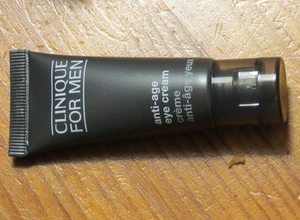 CLINIQUE
FOR MEN
anti-age
eye cream
crème
anti-âge yeux